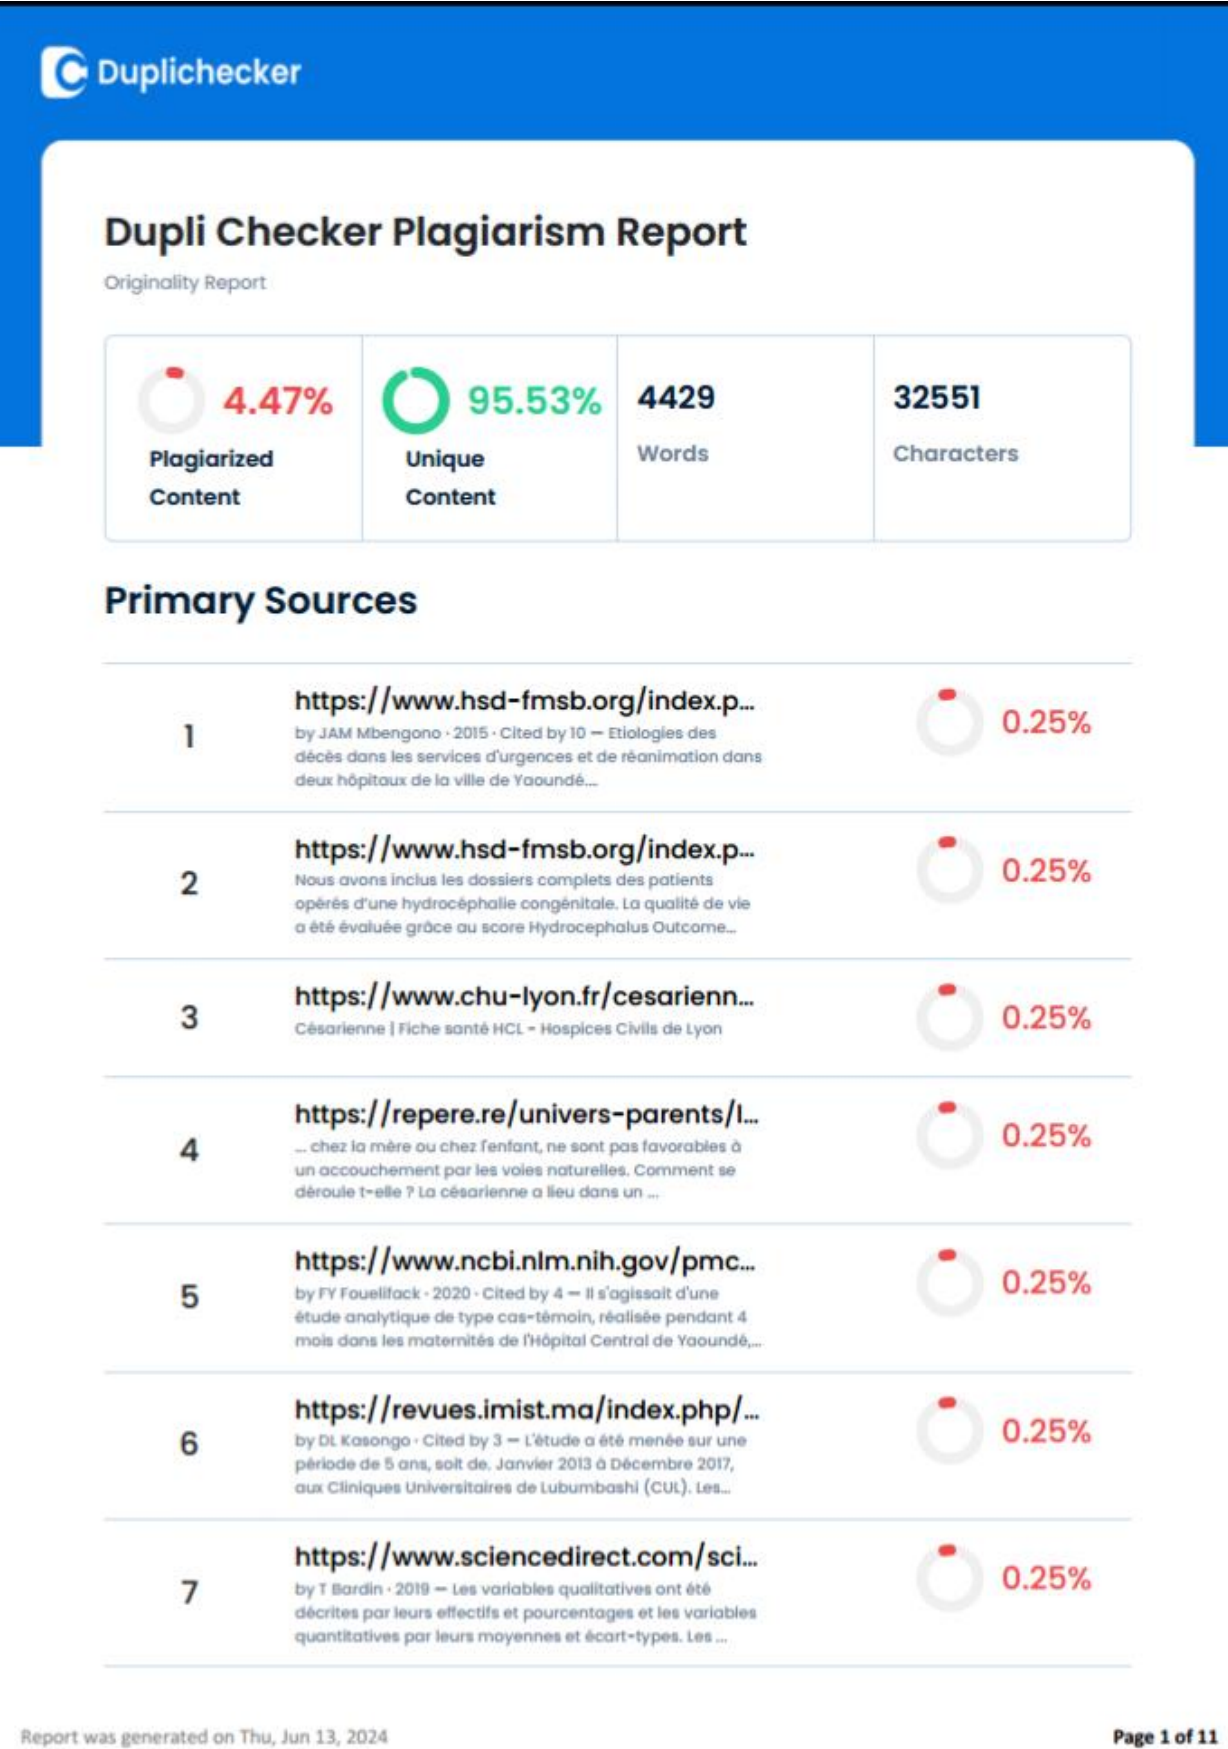 Duplichecker
Dupli Checker Plagiarism Report
Originality Report
4.47%
Plagiarized
Content
95.53%
Unique
Content
4429
Words
32551
Characters
Primary Sources
1
https://www.hsd-fmsb.org/index.p...
by JAM Mbengono · 2015 · Cited by 10 — Etiologies des
décès dans les services d'urgences et de réanimation dans
deux hôpitaux de la ville de Yaoundé...
0.25%
2
https://www.hsd-fmsb.org/index.p...
Nous avons inclus les dossiers complets des patients
opérés d'une hydrocéphalie congénitale. La qualité de vie
a été évaluée grâce au score Hydrocephalus Outcome...
0.25%
3
https://www.chu-lyon.fr/cesarienn...
Césarienne | Fiche santé HCL - Hospices Civils de Lyon
0.25%
4
https://repere.re/univers-parents/l...
... chez la mère ou chez l'enfant, ne sont pas favorables à
un accouchement par les voies naturelles. Comment se
déroule t-elle ? La césarienne a lieu dans un ...
0.25%
5
https://www.ncbi.nlm.nih.gov/pmc...
by FY Fouelifack · 2020 · Cited by 4 — Il s'agissait d'une
étude analytique de type cas-témoin, réalisée pendant 4
mois dans les maternités de l'Hôpital Central de Yaoundé,...
0.25%
6
https://revues.imist.ma/index.php/...
by DL Kasongo · Cited by 3 — L'étude a été menée sur une
période de 5 ans, soit de. Janvier 2013 à Décembre 2017,
aux Cliniques Universitaires de Lubumbashi (CUL). Les...
0.25%
7
https://www.sciencedirect.com/sci...
by T Bardin · 2019 — Les variables qualitatives ont été
décrites par leurs effectifs et pourcentages et les variables
quantitatives par leurs moyennes et écart-types. Les ...
0.25%
Report was generated on Thu, Jun 13, 2024
Page 1 of 11